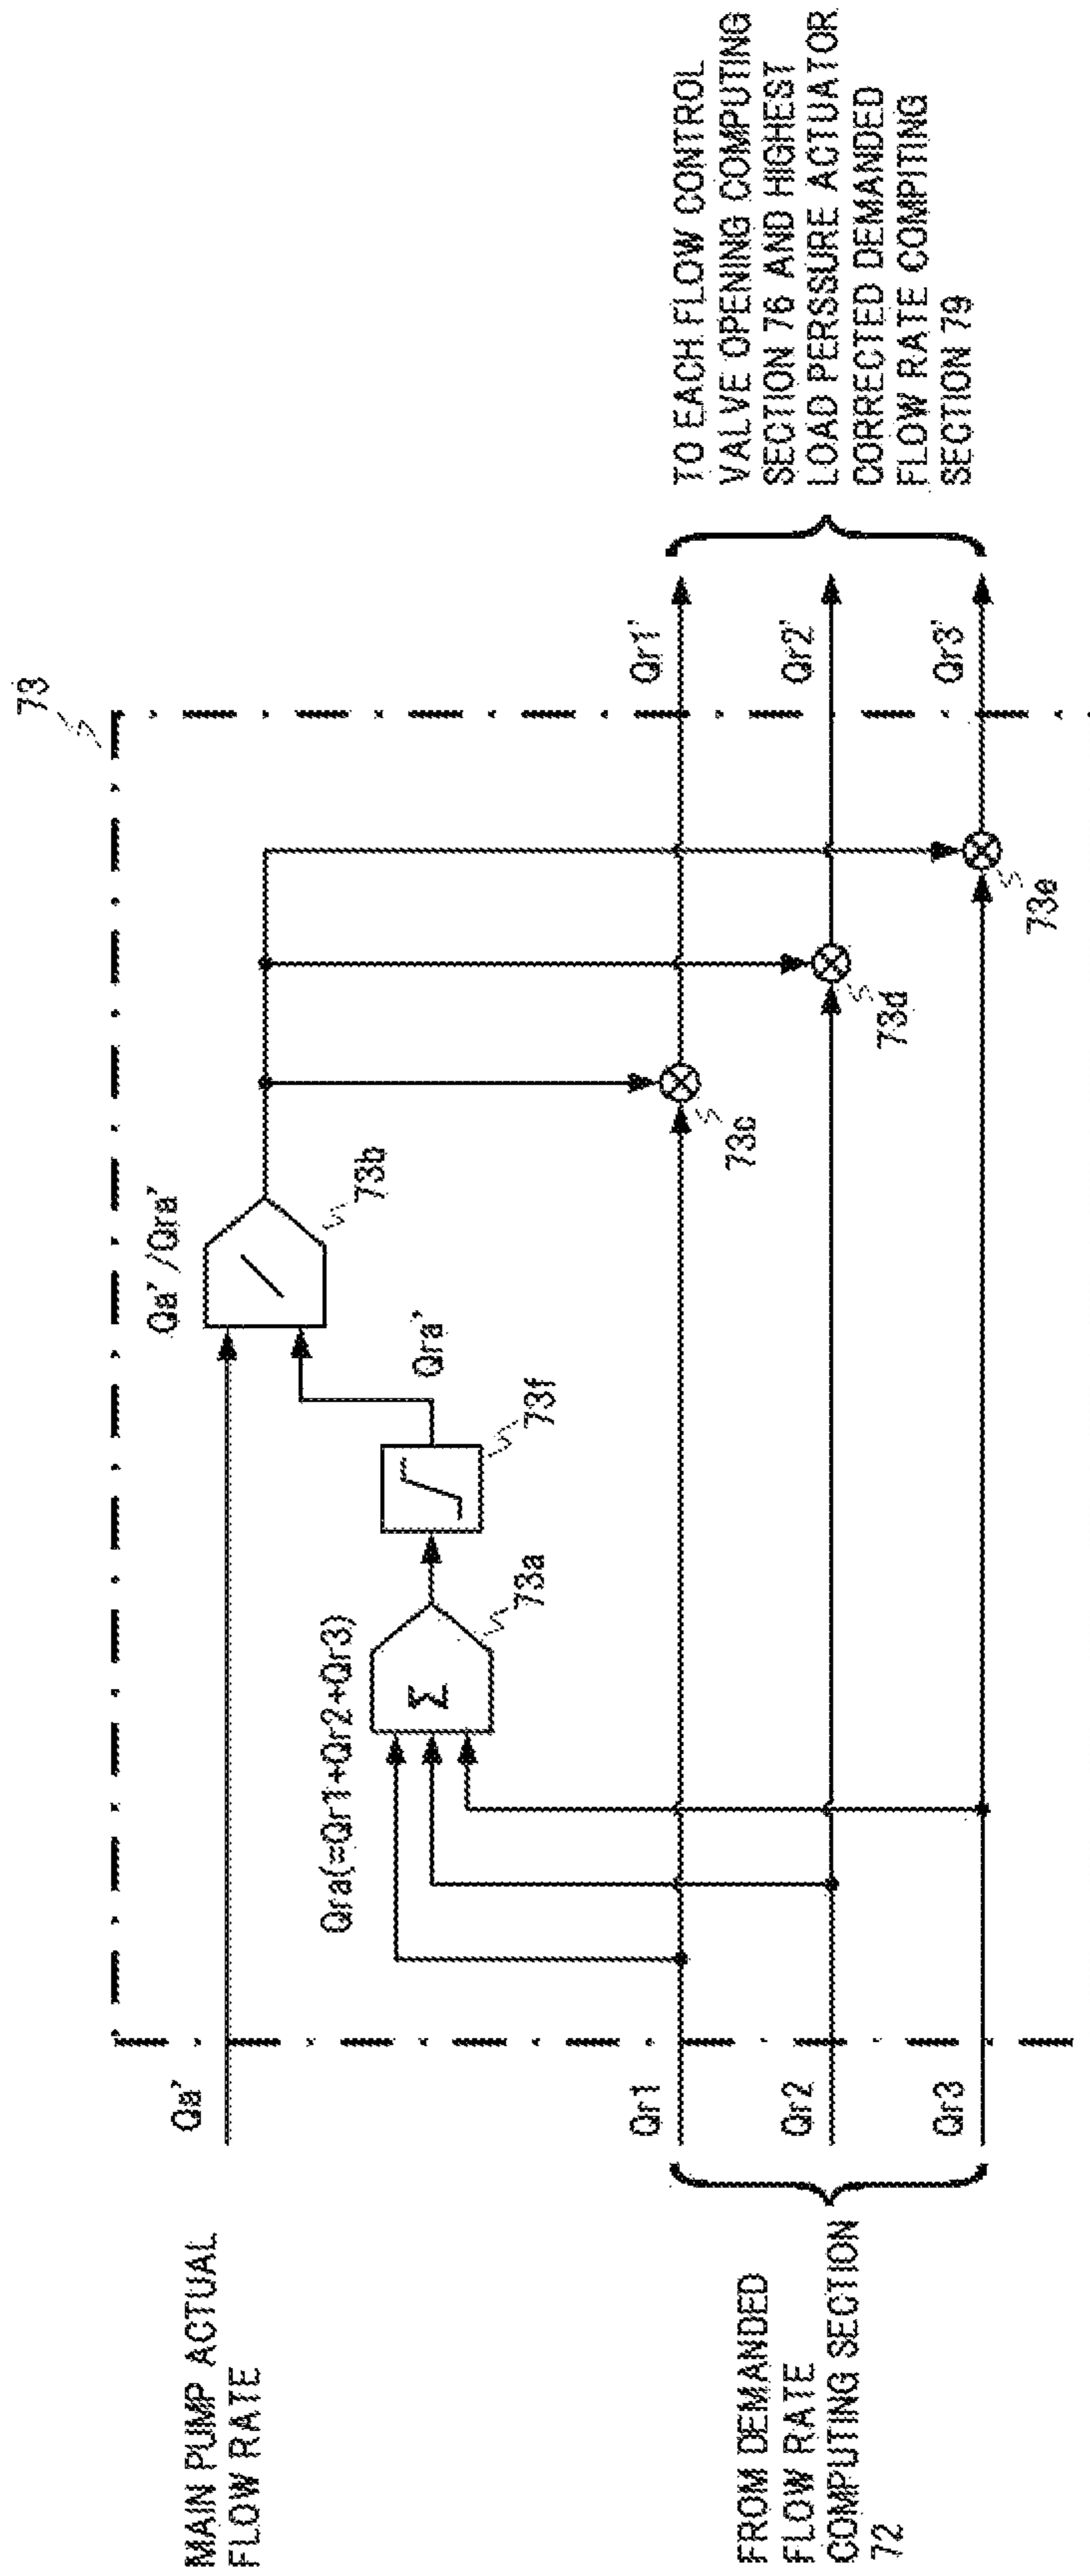 73
MAIN PUMP ACTUAL
FLOW RATE
Qa'
Qa'/Qra'
73b
Qra'
73f
Qra(=Qr1+Qr2+Qr3)
Σ
73a
FROM DEMANDED
FLOW RATE
COMPUTING SECTION
72
Qr1
Qr2
Qr3
73c
73d
73e
Qr1'
Qr2'
Qr3'
TO EACH FLOW CONTROL
VALVE OPENING COMPUTING
SECTION 76 AND HIGHEST
LOAD PERSSURE ACTUATOR
CORRECTED DEMANDED
FLOW RATE COMPITING
SECTION 79